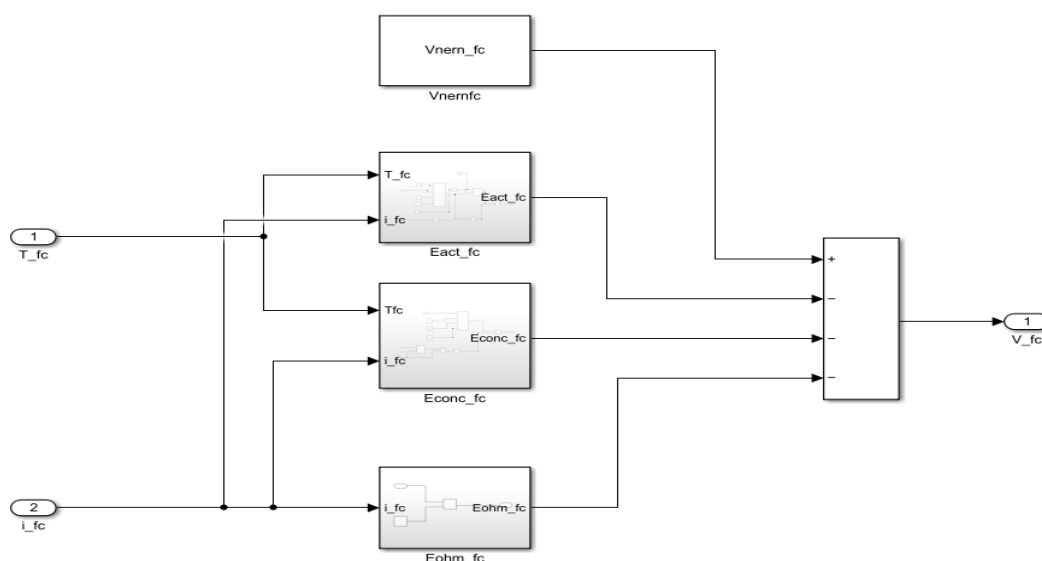 Vnern_fc
Vnernfc
T_fc
i_fc
Eact_fc
Eact_fc
1
T_fc
Tfc
i_fc
Econc_fc
Econc_fc
+
−
−
−
1
V_fc
2
i_fc
i_fc
Eohm_fc
Eohm_fc